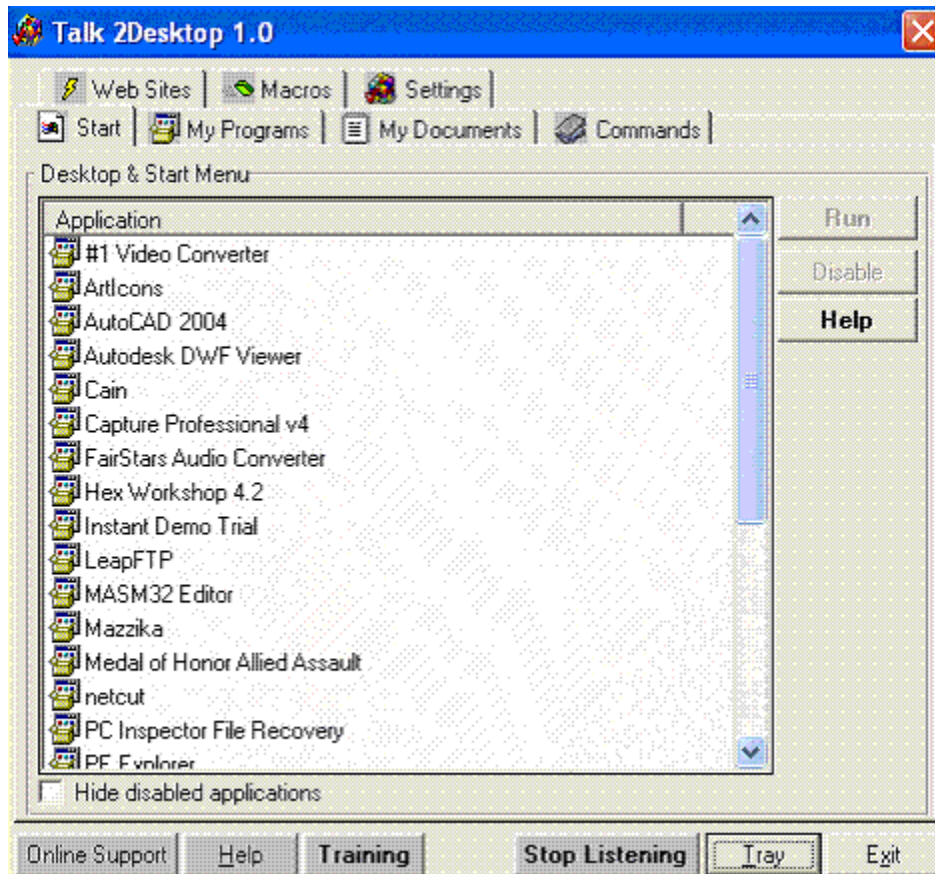 Talk 2Desktop 1.0
Web Sites Macros Settings
Start My Programs My Documents Commands
Desktop & Start Menu
Application
Run
#1 Video Converter
Disable
ArtIcons
AutoCAD 2004
Help
Autodesk DWF Viewer
Cain
Capture Professional v4
FairStars Audio Converter
Hex Workshop 4.2
Instant Demo Trial
LeapFTP
MASM32 Editor
Mazzika
Medal of Honor Allied Assault
netcut
PC Inspector File Recovery
PE Explorer
Hide disabled applications
Online Support Help Training Stop Listening Tray Exit